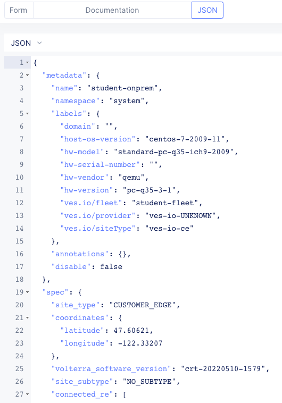 Form Documentation JSON
JSON
1 {
2 "metadata": {
3 "name": "student-onprem",
4 "namespace": "system",
5 "labels": {
6 "domain": "",
7 "host-os-version": "centos-7-2009-11",
8 "hw-model": "standard-pc-q35-ich9-2009",
9 "hw-serial-number": "",
10 "hw-vendor": "qemu",
11 "hw-version": "pc-q35-3-1",
12 "ves.io/fleet": "student-fleet",
13 "ves.io/provider": "ves-io-UNKNOWN",
14 "ves.io/siteType": "ves-io-ce"
15 },
16 "annotations": {},
17 "disable": false
18 },
19 "spec": {
20 "site_type": "CUSTOMER_EDGE",
21 "coordinates": {
22 "latitude": 47.60621,
23 "longitude": -122.33207
24 },
25 "volterra_software_version": "crt-20220510-1579",
26 "site_subtype": "NO_SUBTYPE",
27 "connected_re": [